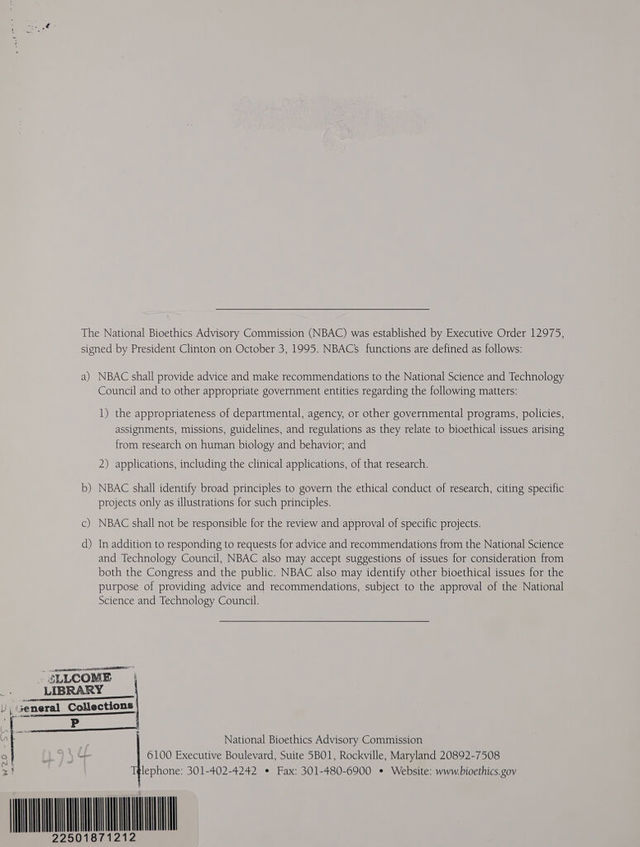 The National Bioethics Advisory Commission (NBAC) was established by Executive Order 12975,
signed by President Clinton on October 3, 1995. NBAC's functions are defined as follows:
a) NBAC shall provide advice and make recommendations to the National Science and Technology
Council and to other appropriate government entities regarding the following matters:
1) the appropriateness of departmental, agency, or other governmental programs, policies,
assignments, missions, guidelines, and regulations as they relate to bioethical issues arising
from research on human biology and behavior; and
2) applications, including the clinical applications, of that research.
b) NBAC shall identify broad principles to govern the ethical conduct of research, citing specific
projects only as illustrations for such principles.
c) NBAC shall not be responsible for the review and approval of specific projects.
d) In addition to responding to requests for advice and recommendations from the National Science
and Technology Council, NBAC also may accept suggestions of issues for consideration from
both the Congress and the public. NBAC also may identify other bioethical issues for the
purpose of providing advice and recommendations, subject to the approval of the National
Science and Technology Council.
LLCOME
LIBRARY
General Collections
P
4934
National Bioethics Advisory Commission
6100 Executive Boulevard, Suite 5B01, Rockville, Maryland 20892-7508
Telephone: 301-402-4242 • Fax: 301-480-6900 • Website: www.bioethics.gov
22501871212